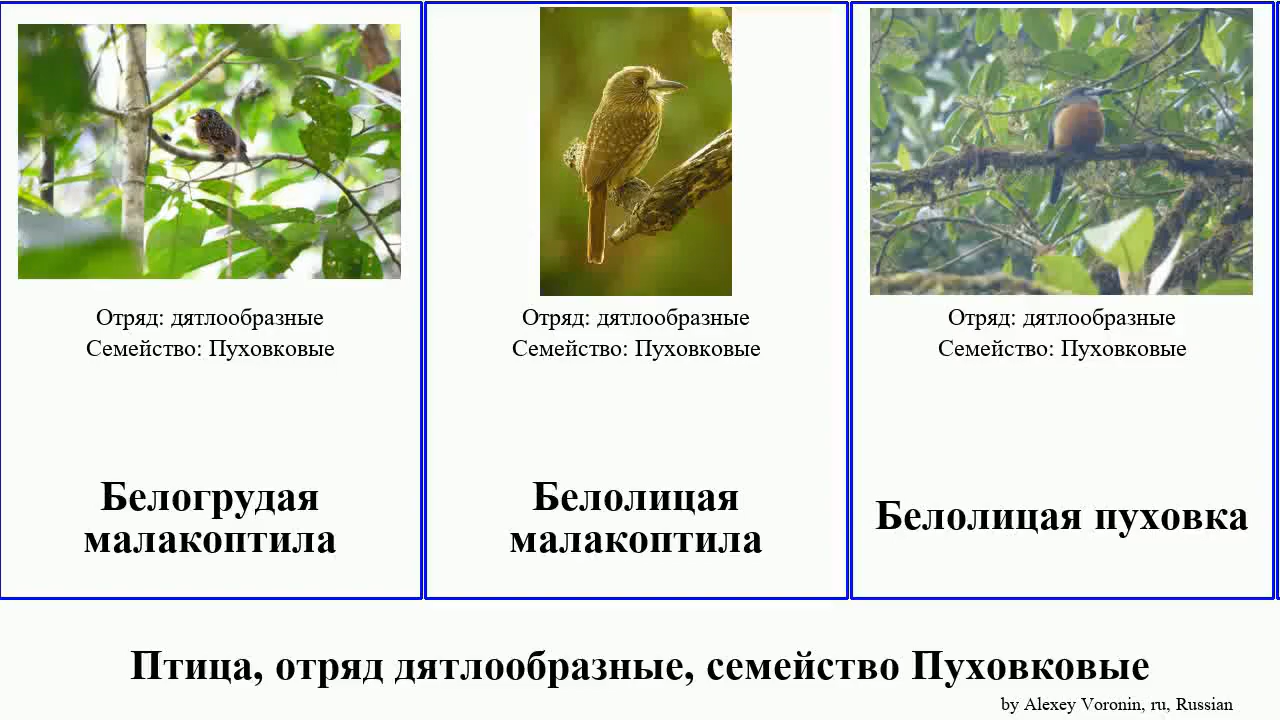 Отряд: дятлообразные
Семейство: Пуховковые
Белогрудая
малакоптила
Отряд: дятлообразные
Семейство: Пуховковые
Белолицая
малакоптила
Отряд: дятлообразные
Семейство: Пуховковые
Белолицая пуховка
Птица, отряд дятлообразные, семейство Пуховковые
by Alexey Voronin, ru, Russian